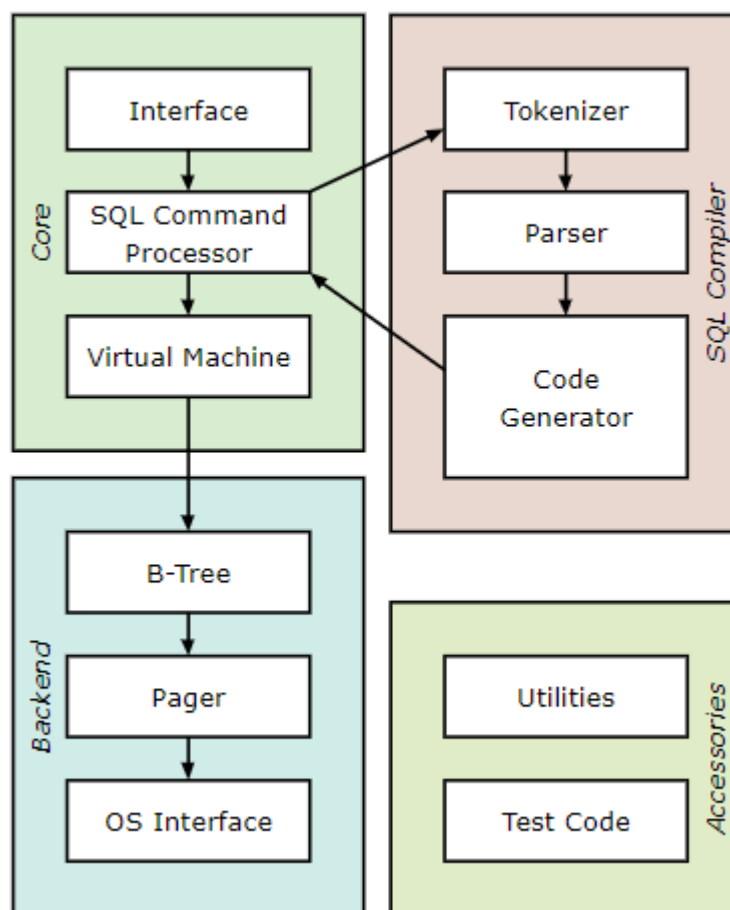 Core
Interface
SQL Command
Processor
Virtual Machine
SQL Compiler
Tokenizer
Parser
Code
Generator
Backend
B-Tree
Pager
OS Interface
Accessories
Utilities
Test Code